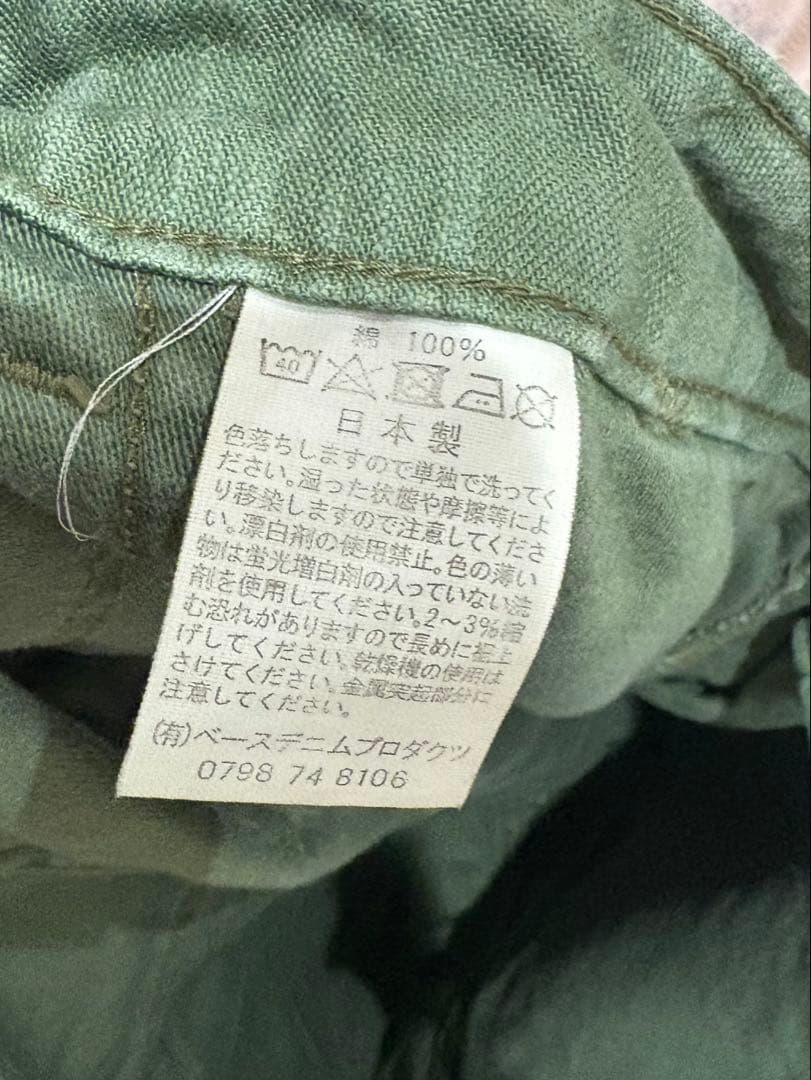 綿 100%
40
日本製
色落ちしますので単独で洗ってく
ださい。湿った状態や摩擦等によ
り移染しますので注意してくださ
い。漂白剤の使用禁止。色の薄い
物は蛍光増白剤の入っていない洗
剤を使用してください。2～3%縮
む恐れがありますので長めに裾上
げしてください。乾燥機の使用は
さけてください。金属突起部分に
注意してください。
(有)ベースデニムプロダクツ
0798 74 8106